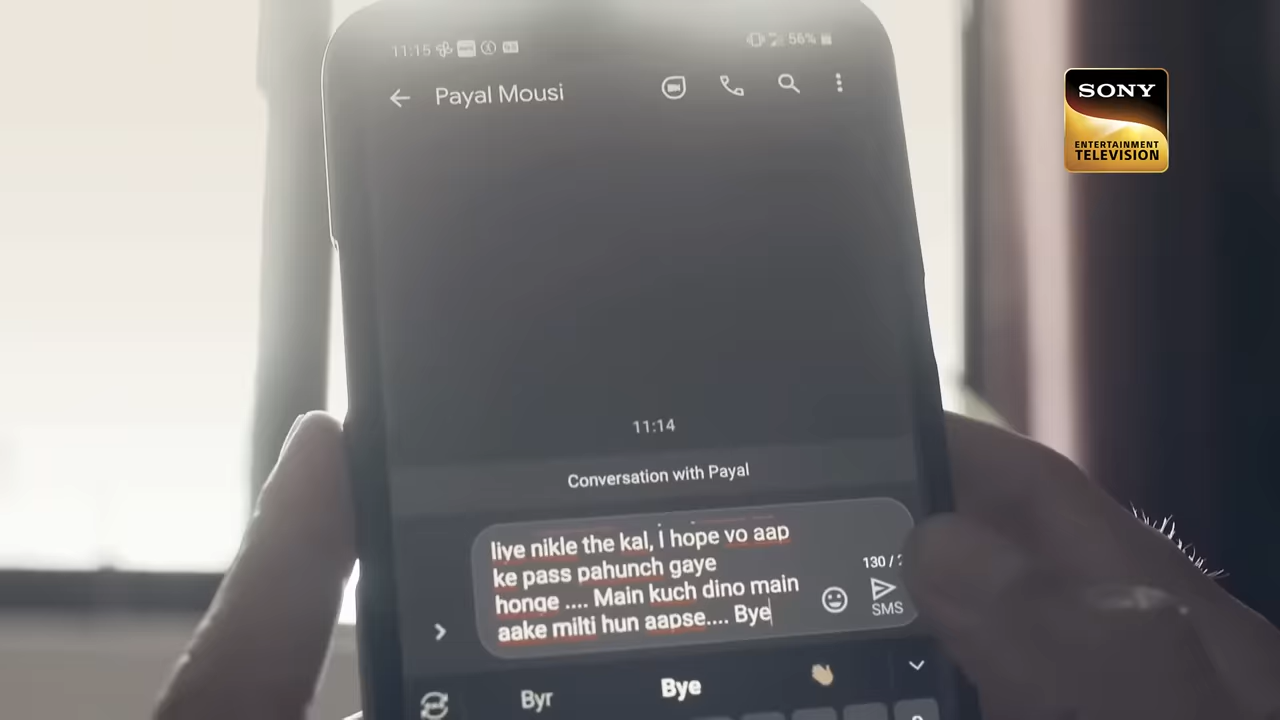 11:15
56%
Payal Mousi
SONY
ENTERTAINMENT
TELEVISION
11:14
Conversation with Payal
liye nikle the kal, i hope vo aap
ke pass pahunch gaye
honge .... Main kuch dino main
aake milti hun aapse.... Bye
130 /
SMS
Byr
Bye